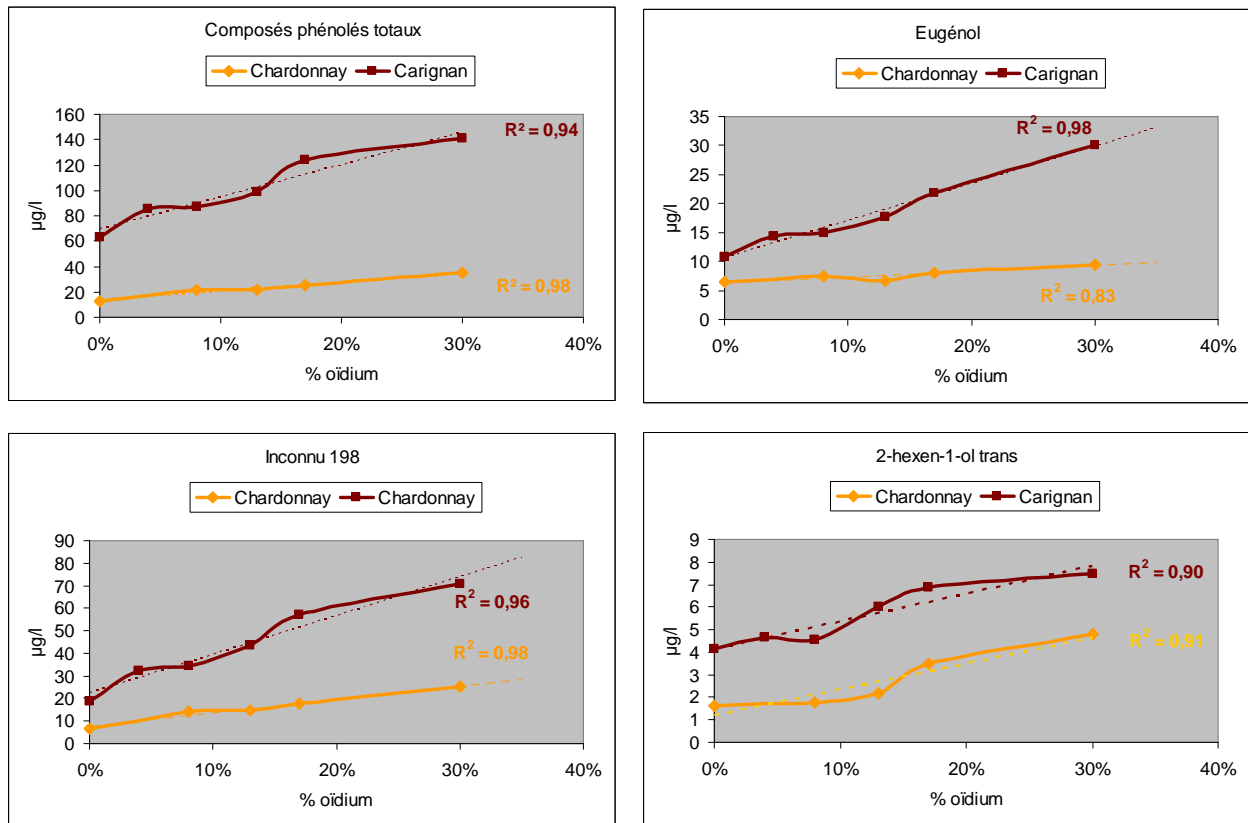 Composés phénolés totaux
Chardonnay Carignan
µg/l
160
140
120
100
80
60
40
20
0
R² = 0,94
R² = 0,98
0% 10% 20% 30% 40%
% oïdium
Eugénol
Chardonnay Carignan
µg/l
35
30
25
20
15
10
5
0
R² = 0,98
R² = 0,83
0% 10% 20% 30% 40%
% oïdium
Inconnu 198
Chardonnay Chardonnay
µg/l
90
80
70
60
50
40
30
20
10
0
R² = 0,96
R² = 0,98
0% 10% 20% 30% 40%
% oïdium
2-hexen-1-ol trans
Chardonnay Carignan
µg/l
9
8
7
6
5
4
3
2
1
0
R² = 0,90
R² = 0,91
0% 10% 20% 30% 40%
% oïdium